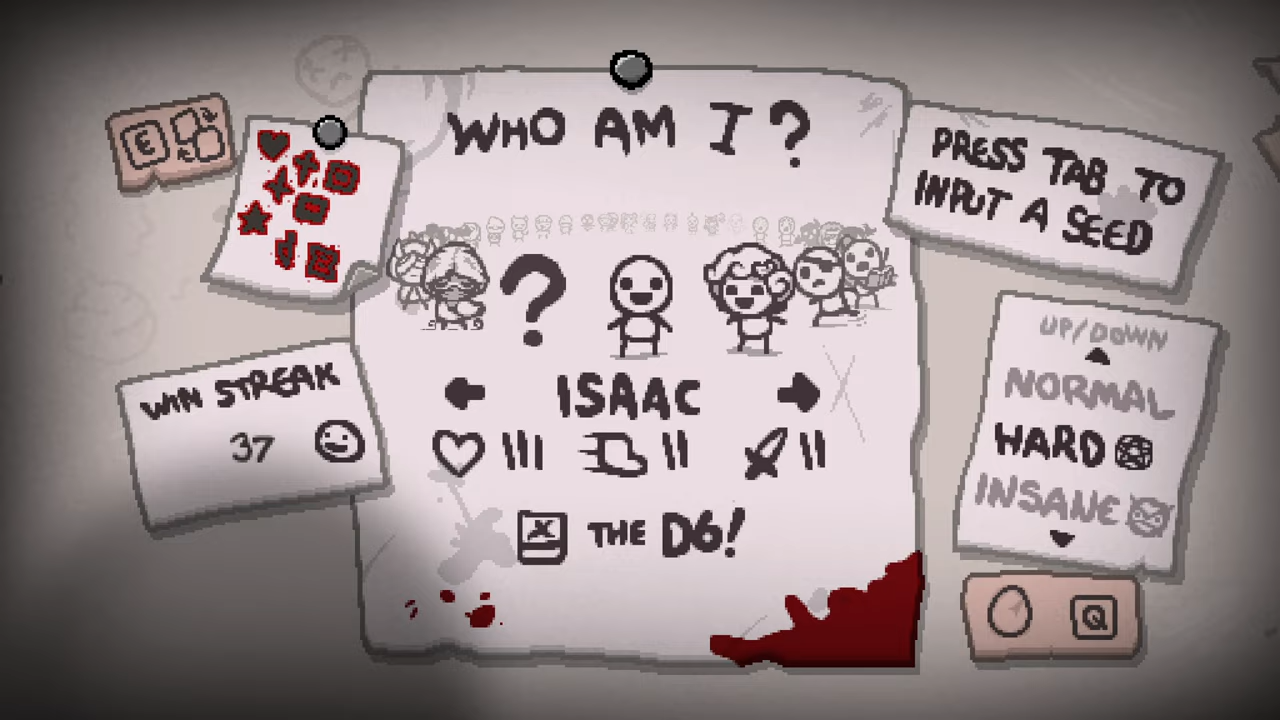 WHO AM I?
E
PRESS TAB TO
INPUT A SEED
WIN STREAK
37
ISAAC
THE D6!
UP/DOWN
NORMAL
HARD
INSANE
Q